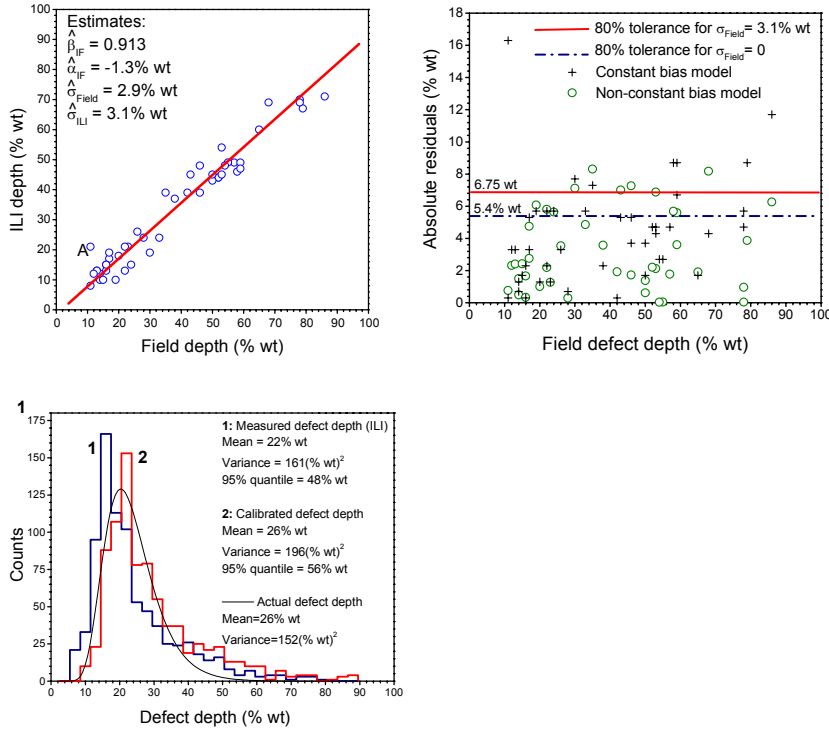 Estimates:
β̂IF = 0.913
α̂IF = -1.3% wt
σ̂Field = 2.9% wt
σ̂ILI = 3.1% wt
A
ILI depth (% wt)
100
90
80
70
60
50
40
30
20
10
0
0 10 20 30 40 50 60 70 80 90 100
Field depth (% wt)
80% tolerance for σField= 3.1% wt
80% tolerance for σField= 0
Constant bias model
Non-constant bias model
6.75 wt
5.4% wt
Absolute residuals (% wt)
18
16
14
12
10
8
6
4
2
0
0 10 20 30 40 50 60 70 80 90 100
Field defect depth (% wt)
1
1
2
1: Measured defect depth (ILI)
Mean = 22% wt
Variance = 161(% wt)²
95% quantile = 48% wt
2: Calibrated defect depth
Mean = 26% wt
Variance = 196(% wt)²
95% quantile = 56% wt
Actual defect depth
Mean=26% wt
Variance=152(% wt)²
Counts
175
150
125
100
75
50
25
0
0 10 20 30 40 50 60 70 80 90 100
Defect depth (% wt)